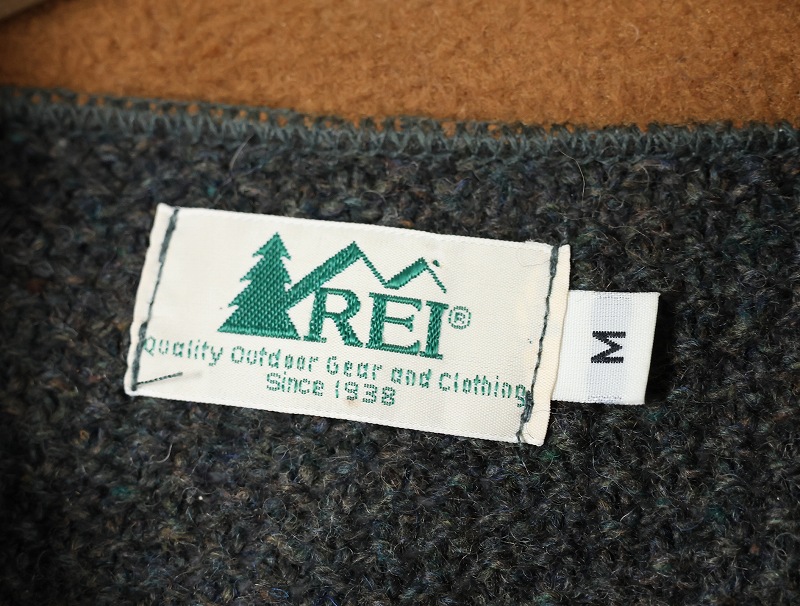 REI®
Quality Outdoor Gear and Clothing
Since 1938
M